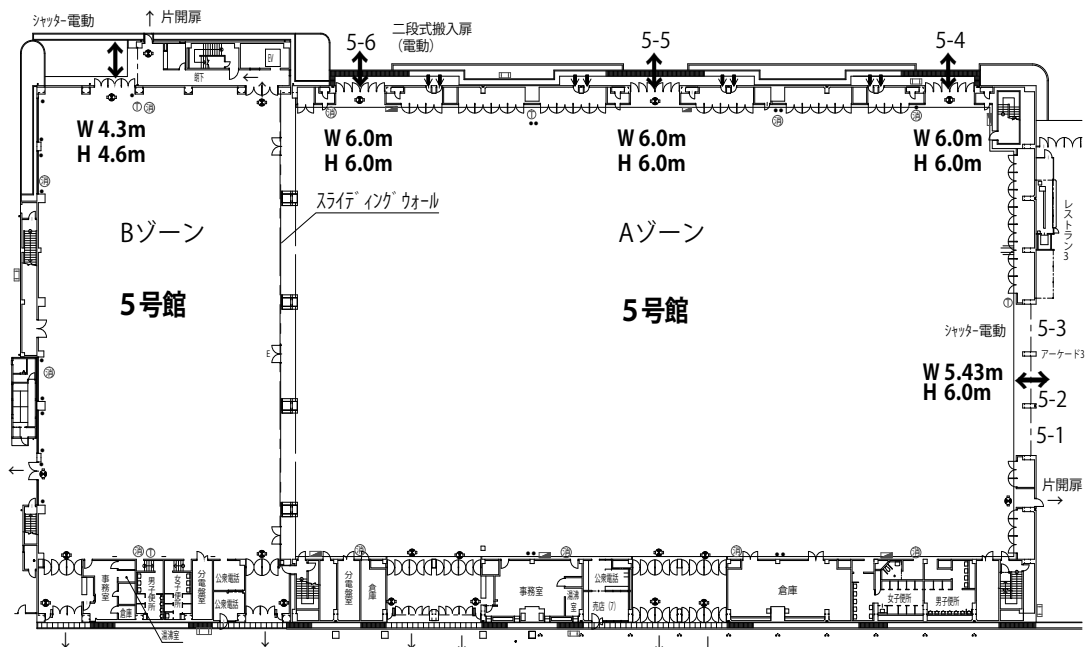 シャッター電動
片開扉
二段式搬入扉
（電動）
5-6
5-5
5-4
EV
廊下
W 4.3m
H 4.6m
W 6.0m
H 6.0m
W 6.0m
H 6.0m
W 6.0m
H 6.0m
スライディングウォール
Bゾーン
Aゾーン
5号館
5号館
レストラン3
シャッター電動
5-3
アーケード3
W 5.43m
H 6.0m
5-2
5-1
片開扉
E
事務室
倉庫
男子便所
女子便所
湯沸室
分電盤室
公衆電話
公衆電話
分電盤室
倉庫
事務室
湯沸室
公衆電話
売店（7）
倉庫
女子便所
男子便所